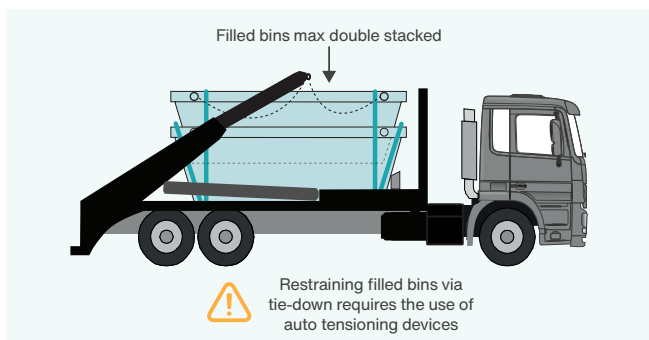 Filled bins max double stacked
Restraining filled bins via
tie-down requires the use of
auto tensioning devices